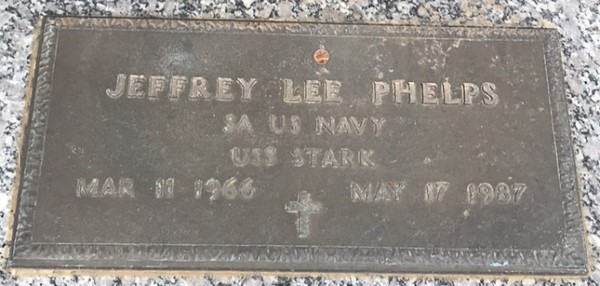 JEFFREY LEE PHELPS
SA US NAVY
USS STARK
MAR 11 1966 MAY 17 1987